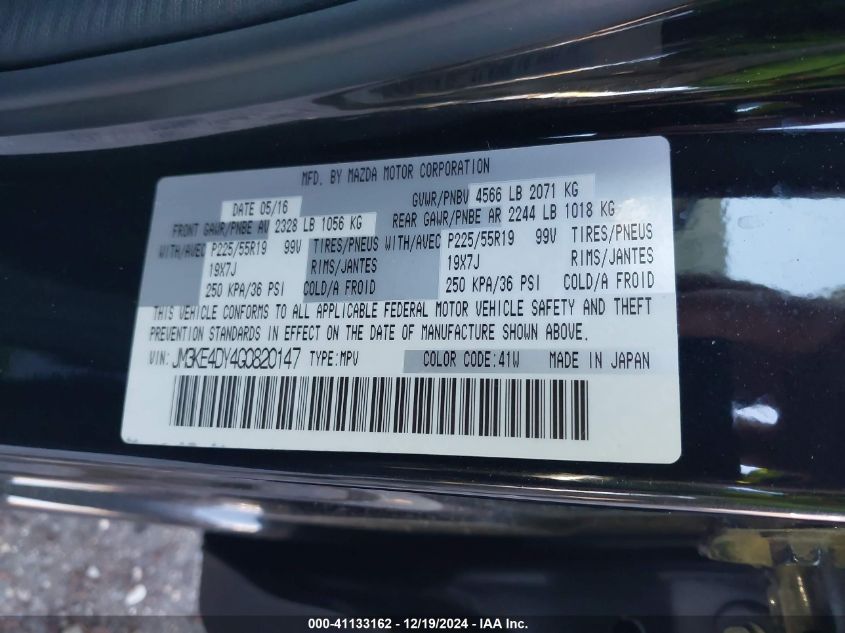 MFD. BY MAZDA MOTOR CORPORATION
DATE 05/16 GVWR/PNBV 4566 LB 2071 KG
FRONT GAWR/PNBE AV 2328 LB 1056 KG REAR GAWR/PNBE AR 2244 LB 1018 KG
WITH/AVEC P225/55R19 99V TIRES/PNEUS WITH/AVEC P225/55R19 99V TIRES/PNEUS
19X7J RIMS/JANTES 19X7J RIMS/JANTES
250 KPA/36 PSI COLD/A FROID 250 KPA/36 PSI COLD/A FROID
THIS VEHICLE CONFORMS TO ALL APPLICABLE FEDERAL MOTOR VEHICLE SAFETY AND THEFT
PREVENTION STANDARDS IN EFFECT ON THE DATE OF MANUFACTURE SHOWN ABOVE.
VIN: JM3KE4DY4G0820147 TYPE:MPV COLOR CODE:41W MADE IN JAPAN
000-41133162 - 12/19/2024 - IAA Inc.